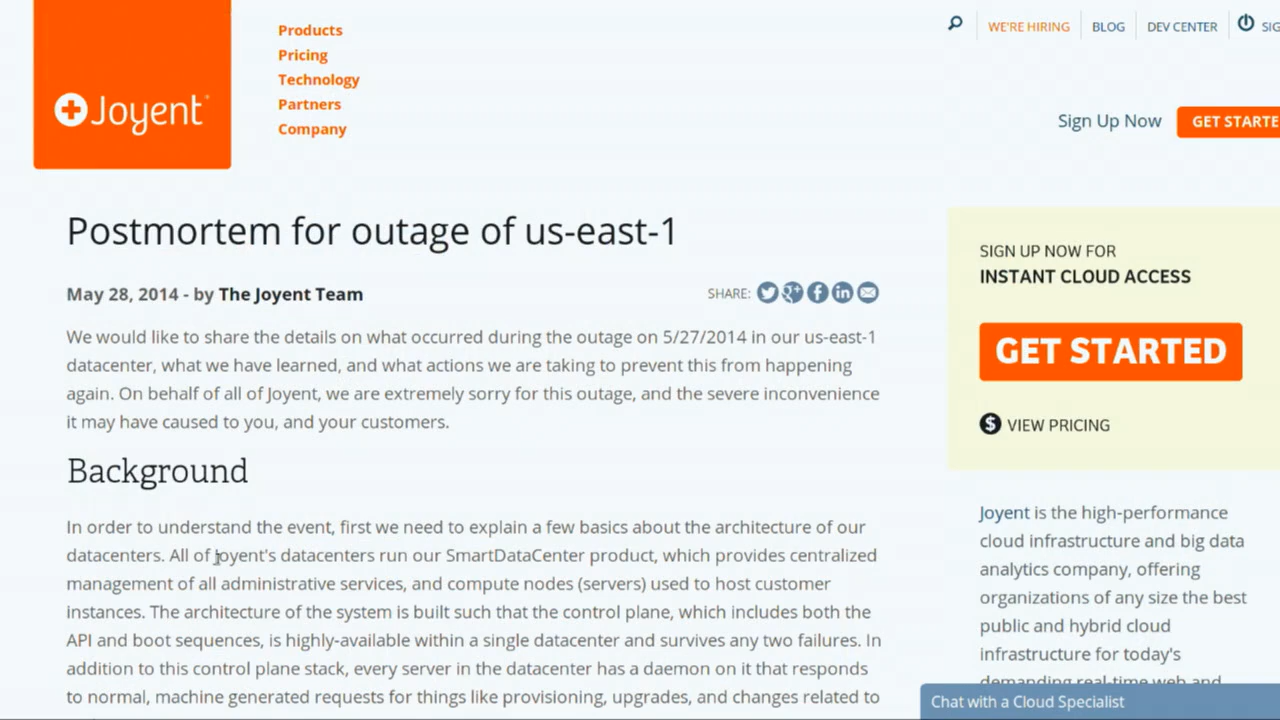 Joyent
Products
Pricing
Technology
Partners
Company
WE'RE HIRING
BLOG
DEV CENTER
SIG
Sign Up Now
GET STARTE
Postmortem for outage of us-east-1
May 28, 2014 - by The Joyent Team
SHARE:
We would like to share the details on what occurred during the outage on 5/27/2014 in our us-east-1
datacenter, what we have learned, and what actions we are taking to prevent this from happening
again. On behalf of all of Joyent, we are extremely sorry for this outage, and the severe inconvenience
it may have caused to you, and your customers.
Background
In order to understand the event, first we need to explain a few basics about the architecture of our
datacenters. All of Joyent's datacenters run our SmartDataCenter product, which provides centralized
management of all administrative services, and compute nodes (servers) used to host customer
instances. The architecture of the system is built such that the control plane, which includes both the
API and boot sequences, is highly-available within a single datacenter and survives any two failures. In
addition to this control plane stack, every server in the datacenter has a daemon on it that responds
to normal, machine generated requests for things like provisioning, upgrades, and changes related to
SIGN UP NOW FOR
INSTANT CLOUD ACCESS
GET STARTED
VIEW PRICING
Joyent is the high-performance
cloud infrastructure and big data
analytics company, offering
organizations of any size the best
public and hybrid cloud
infrastructure for today's
demanding real-time web and
Chat with a Cloud Specialist